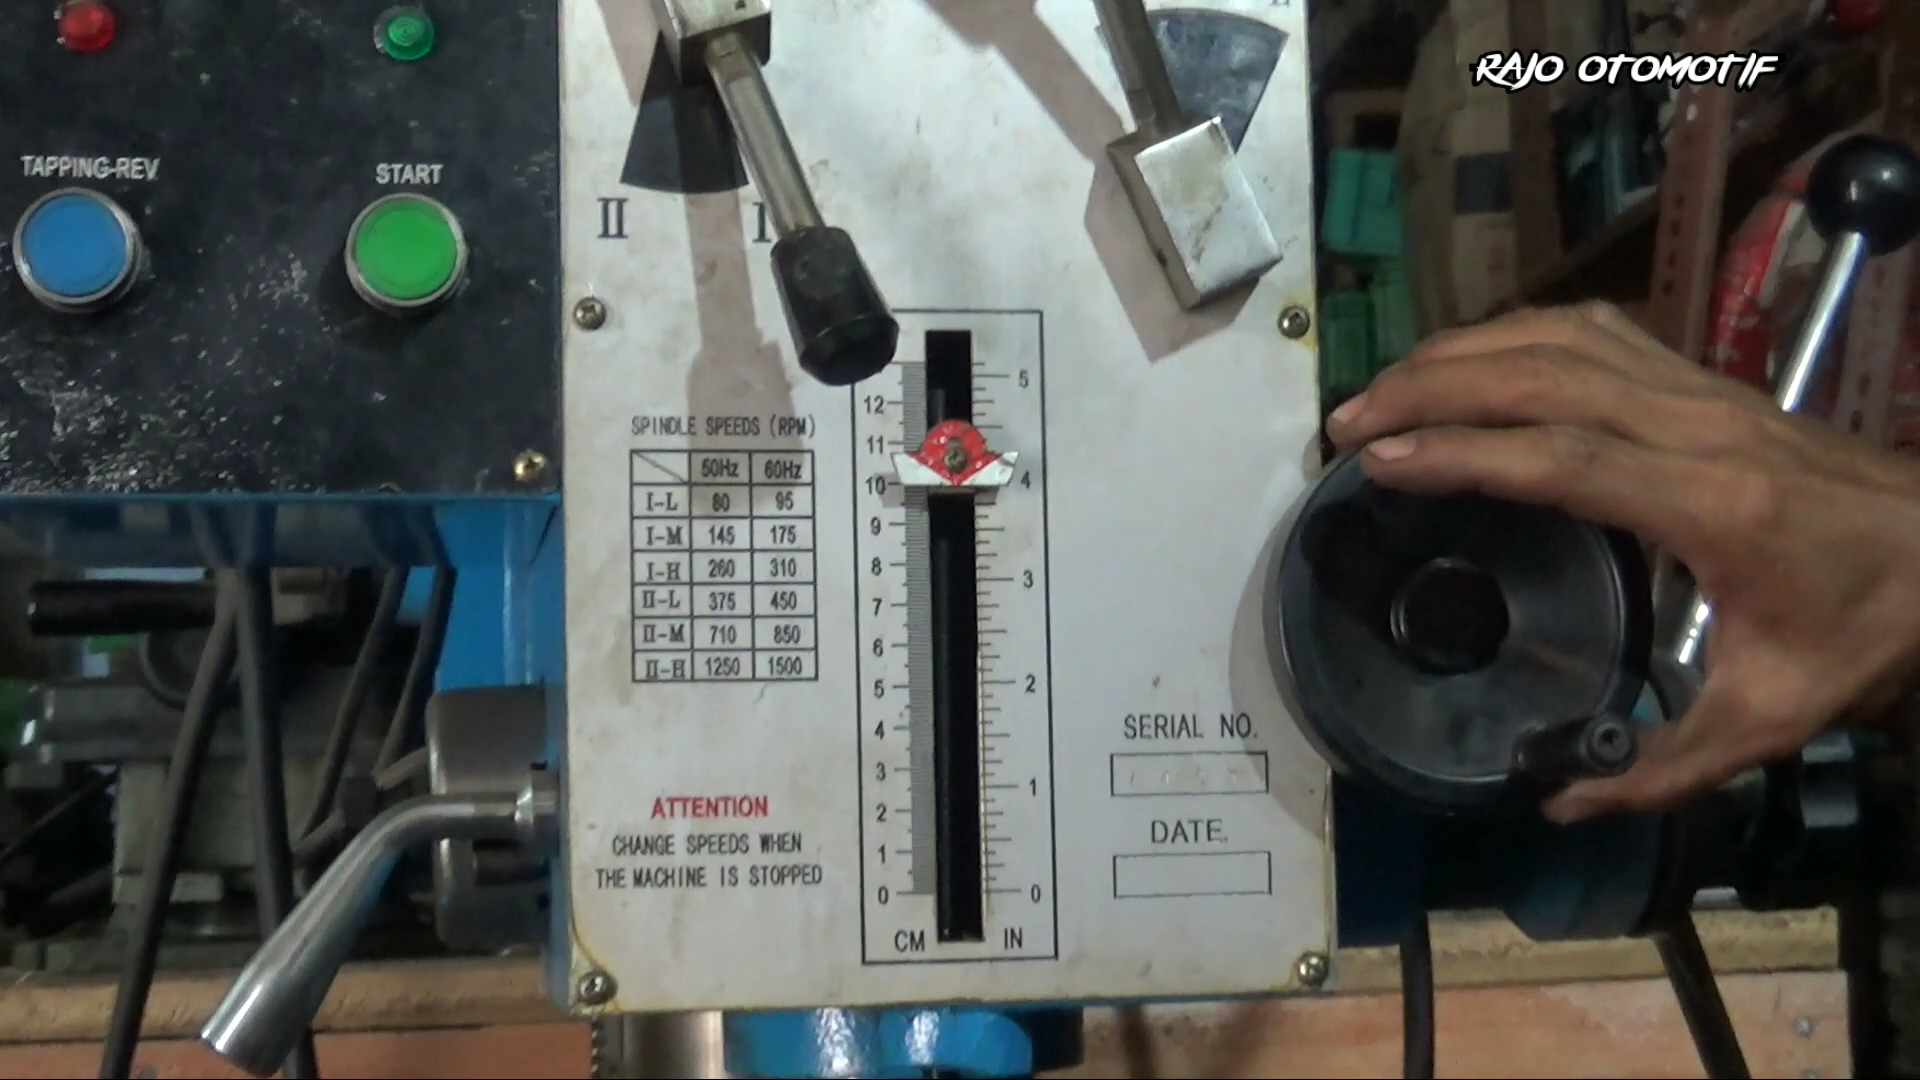 RAJO OTOMOTIF
TAPPING-REV
START
II
I
SPINDLE SPEEDS (RPM)
50Hz 60Hz
I-L 80 95
I-M 145 175
I-H 260 310
II-L 375 450
II-M 710 850
II-H 1250 1500
ATTENTION
CHANGE SPEEDS WHEN
THE MACHINE IS STOPPED
12
11
10
9
8
7
6
5
4
3
2
1
0
CM
5
4
3
2
1
0
IN
SERIAL NO.
DATE.